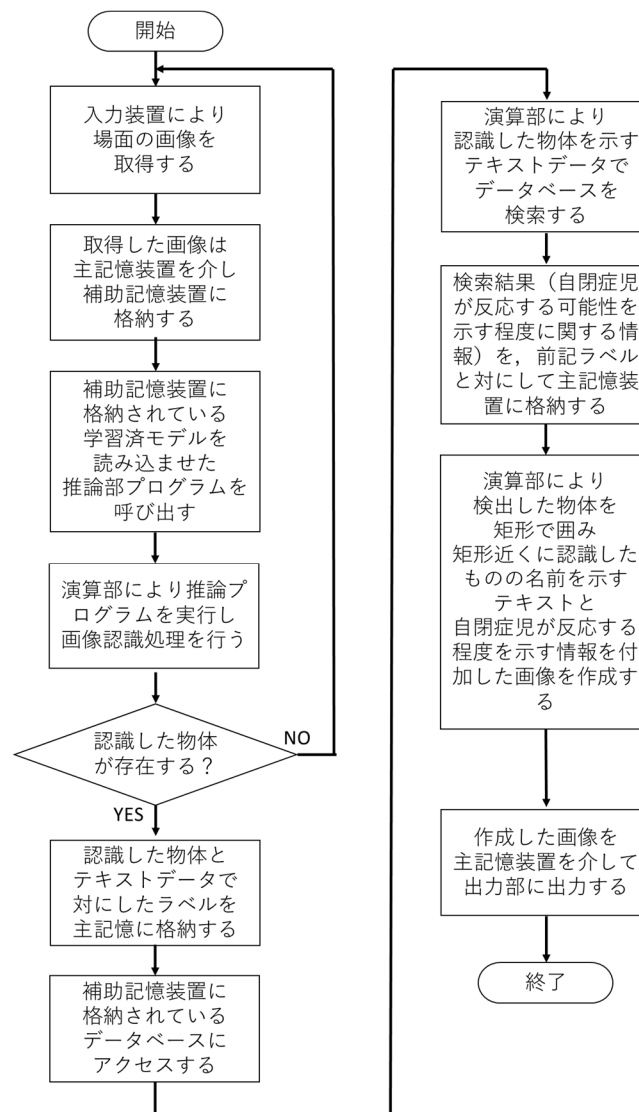 開始
入力装置により
場面の画像を
取得する
取得した画像は
主記憶装置を介し
補助記憶装置に
格納する
補助記憶装置に
格納されている
学習済モデルを
読み込ませた
推論部プログラムを
呼び出す
演算部により推論プ
ログラムを実行し
画像認識処理を行う
認識した物体
が存在する？
NO
YES
認識した物体と
テキストデータで
対にしたラベルを
主記憶に格納する
補助記憶装置に
格納されている
データベースに
アクセスする
演算部により
認識した物体を示す
テキストデータで
データベースを
検索する
検索結果（自閉症児
が反応する可能性を
示す程度に関する情
報）を，前記ラベル
と対にして主記憶装
置に格納する
演算部により
検出した物体を
矩形で囲み
矩形近くに認識した
ものの名前を示す
テキストと
自閉症児が反応する
程度を示す情報を付
加した画像を作成す
る
作成した画像を
主記憶装置を介して
出力部に出力する
終了